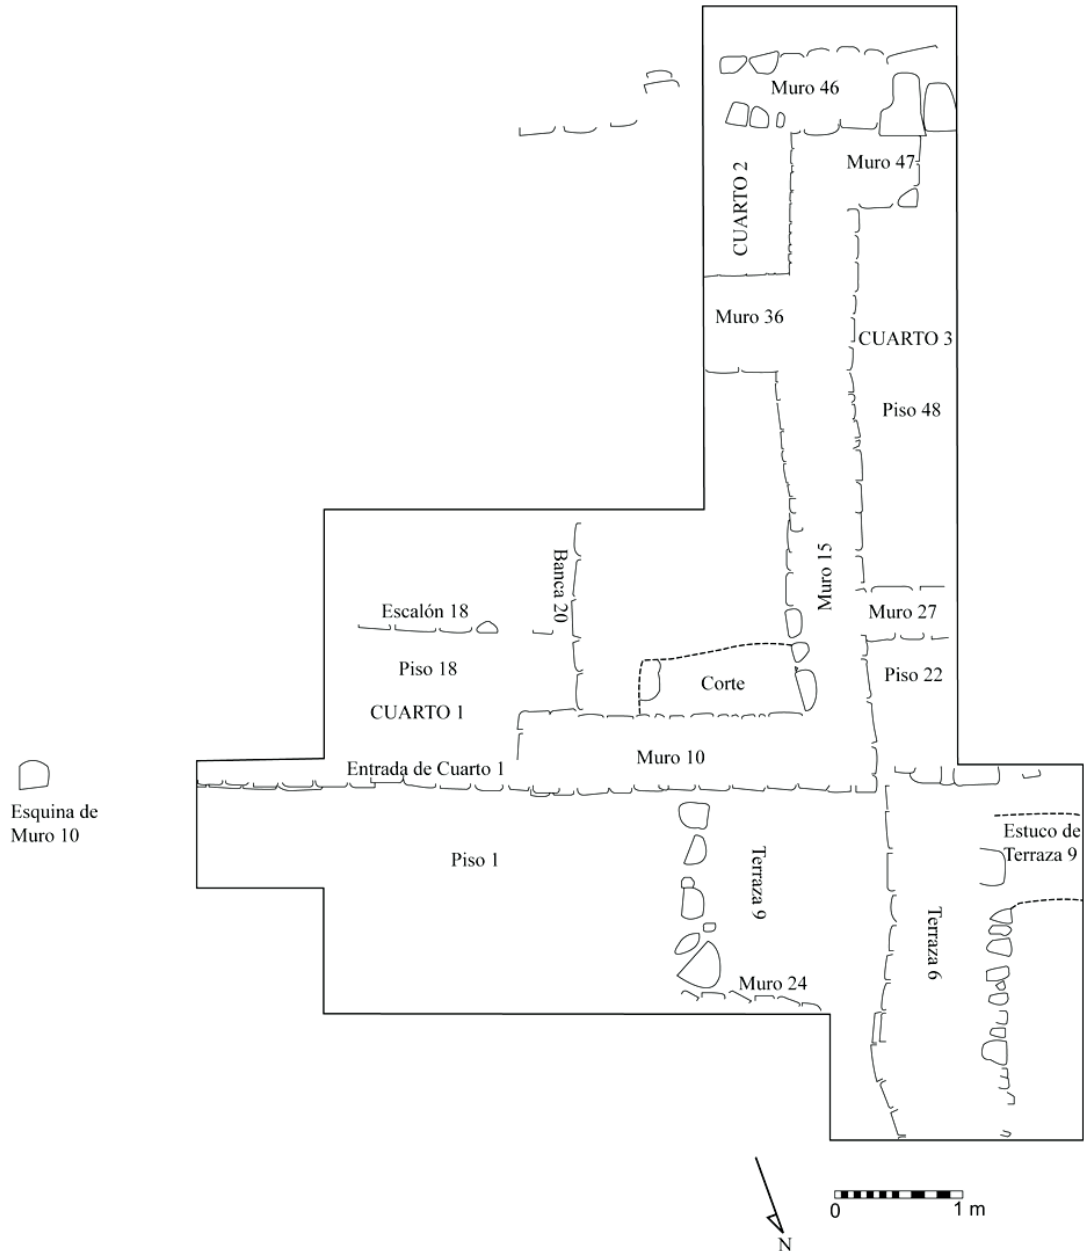 Muro 46
Muro 47
CUARTO 2
Muro 36
CUARTO 3
Piso 48
Muro 15
Banca 20
Escalón 18
Muro 27
Piso 18
Piso 22
Corte
CUARTO 1
Muro 10
Entrada de Cuarto 1
Esquina de
Muro 10
Estuco de
Terraza 9
Piso 1
Terraza 9
Terraza 6
Muro 24
N
0
1 m